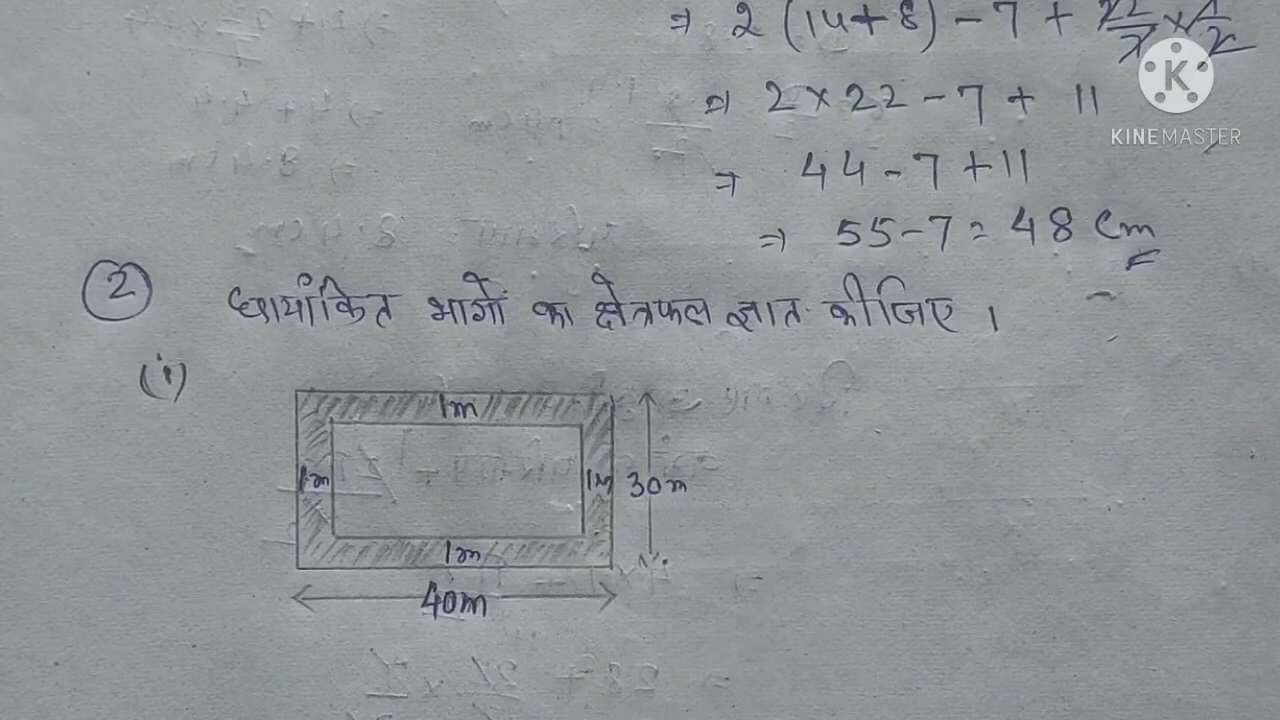 ⇒ 2 (14+8) - 7 + 22/7 × 7/2
⇒ 2 × 22 - 7 + 11
KINEMASTER
⇒ 44 - 7 + 11
⇒ 55 - 7 = 48 cm
② छायांकित भागों का क्षेत्रफल ज्ञात कीजिए ।
(i)
1m
1m 1m 30m
1m
40m